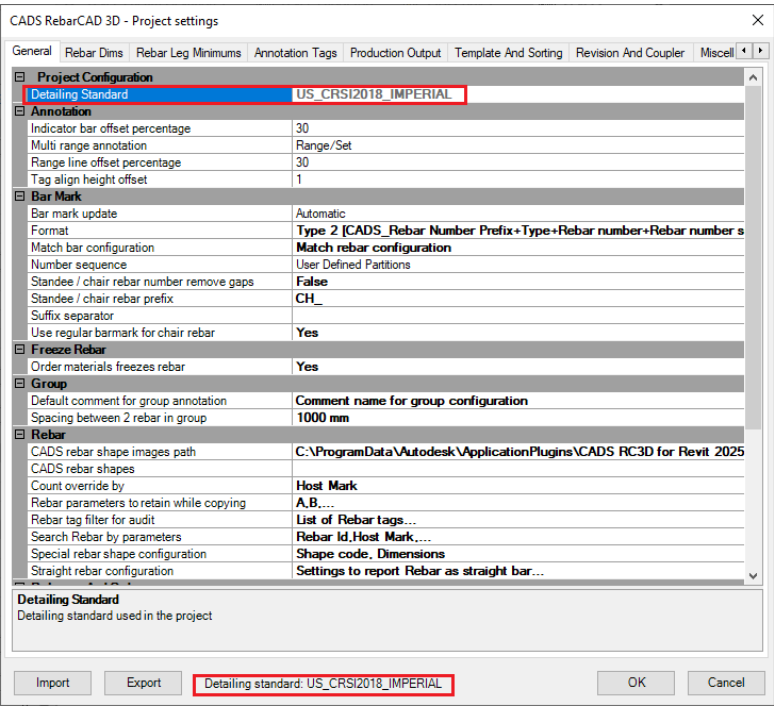 CADS RebarCAD 3D - Project settings
General Rebar Dims Rebar Leg Minimums Annotation Tags Production Output Template And Sorting Revision And Coupler Miscell
Project Configuration
Detailing Standard US_CRSI2018_IMPERIAL
Annotation
Indicator bar offset percentage 30
Multi range annotation Range/Set
Range line offset percentage 30
Tag align height offset 1
Bar Mark
Bar mark update Automatic
Format Type 2 [CADS_Rebar Number Prefix+Type+Rebar number+Rebar number s
Match bar configuration Match rebar configuration
Number sequence User Defined Partitions
Standee / chair rebar number remove gaps False
Standee / chair rebar prefix CH_
Suffix separator
Use regular barmark for chair rebar Yes
Freeze Rebar
Order materials freezes rebar Yes
Group
Default comment for group annotation Comment name for group configuration
Spacing between 2 rebar in group 1000 mm
Rebar
CADS rebar shape images path C:\ProgramData\Autodesk\ApplicationPlugins\CADS RC3D for Revit 2025
CADS rebar shapes
Count override by Host Mark
Rebar parameters to retain while copying A,B,...
Rebar tag filter for audit List of Rebar tags...
Search Rebar by parameters Rebar Id,Host Mark,...
Special rebar shape configuration Shape code, Dimensions
Straight rebar configuration Settings to report Rebar as straight bar...
Detailing Standard
Detailing standard used in the project
Import Export Detailing standard: US_CRSI2018_IMPERIAL OK Cancel